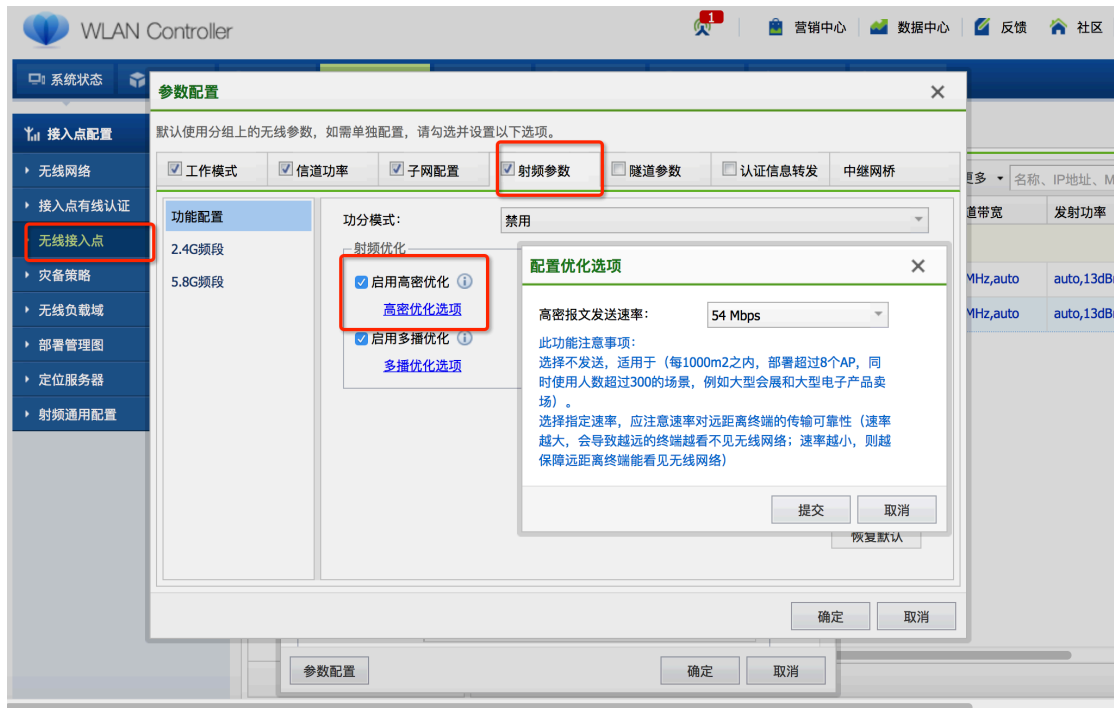 WLAN Controller
1
营销中心
数据中心
反馈
社区
系统状态
参数配置
接入点配置
默认使用分组上的无线参数，如需单独配置，请勾选并设置以下选项。
无线网络
工作模式
信道功率
子网配置
射频参数
隧道参数
认证信息转发
中继网桥
更多
名称、IP地址、M
接入点有线认证
功能配置
功分模式：
禁用
道带宽
发射功率
无线接入点
2.4G频段
射频优化
配置优化选项
灾备策略
5.8G频段
启用高密优化
MHz,auto
auto,13dB
无线负载域
高密优化选项
高密报文发送速率：
54 Mbps
MHz,auto
auto,13dB
部署管理图
启用多播优化
此功能注意事项：
多播优化选项
选择不发送，适用于（每1000m2之内，部署超过8个AP，同
定位服务器
时使用人数超过300的场景，例如大型会展和大型电子产品卖
场）。
射频通用配置
选择指定速率，应注意速率对远距离终端的传输可靠性（速率
越大，会导致越远的终端越看不见无线网络；速率越小，则越
保障远距离终端能看见无线网络）
提交
取消
恢复默认
确定
取消
参数配置
确定
取消